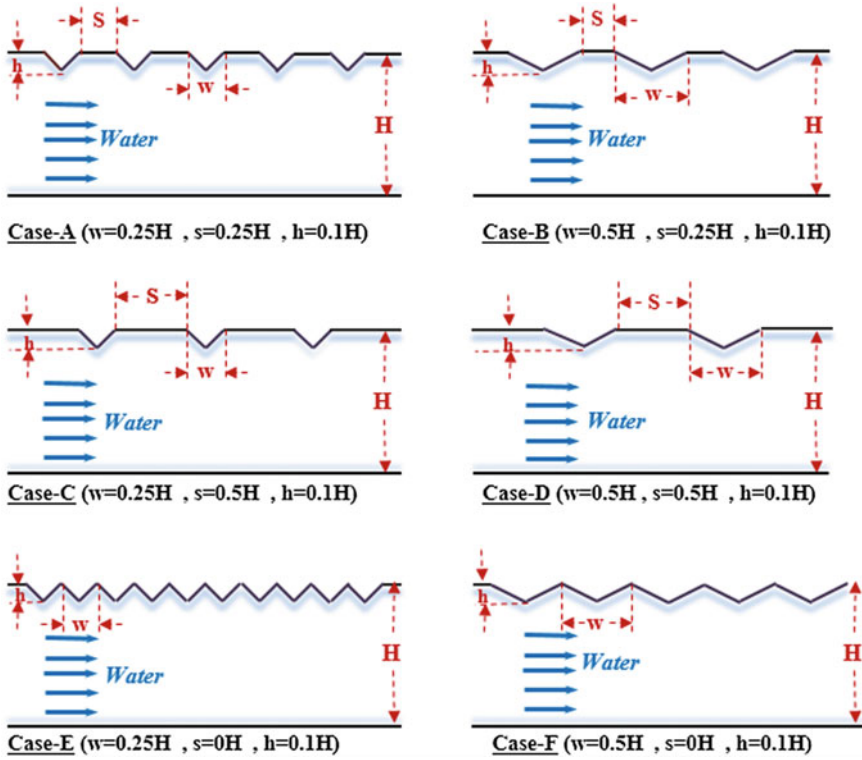 S
h
w
H
Water
Case-A (w=0.25H , s=0.25H , h=0.1H)
S
h
w
H
Water
Case-B (w=0.5H , s=0.25H , h=0.1H)
S
h
w
H
Water
Case-C (w=0.25H , s=0.5H , h=0.1H)
S
h
w
H
Water
Case-D (w=0.5H , s=0.5H , h=0.1H)
h
w
H
Water
Case-E (w=0.25H , s=0H , h=0.1H)
h
w
H
Water
Case-F (w=0.5H , s=0H , h=0.1H)